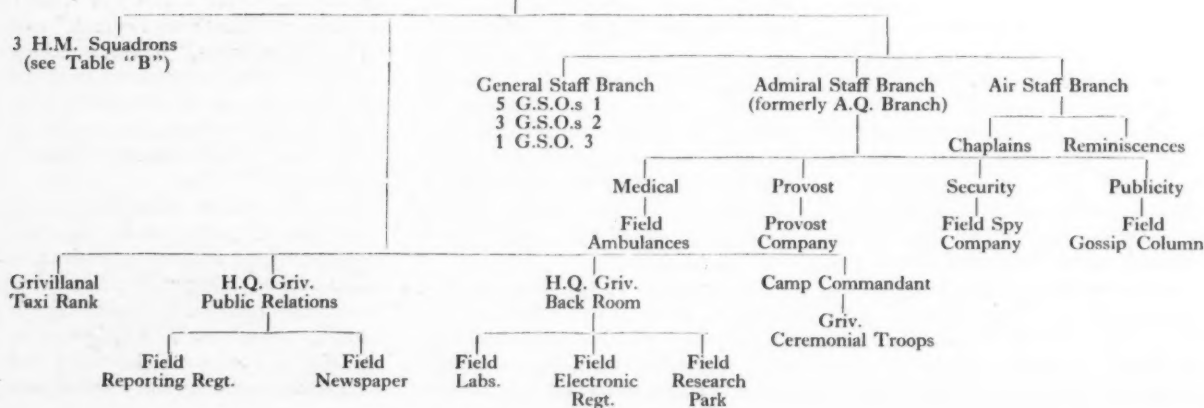 3 H.M. Squadrons
(see Table "B")
General Staff Branch
5 G.S.O.s 1
3 G.S.O.s 2
1 G.S.O. 3
Admiral Staff Branch
(formerly A.Q. Branch)
Air Staff Branch
Chaplains
Reminiscences
Medical
Provost
Security
Publicity
Field
Ambulances
Provost
Company
Field Spy
Company
Field
Gossip Column
Grivillanal
Taxi Rank
H.Q. Griv.
Public Relations
H.Q. Griv.
Back Room
Camp Commandant
Griv.
Ceremonial Troops
Field
Reporting Regt.
Field
Newspaper
Field
Labs.
Field
Electronic
Regt.
Field
Research
Park